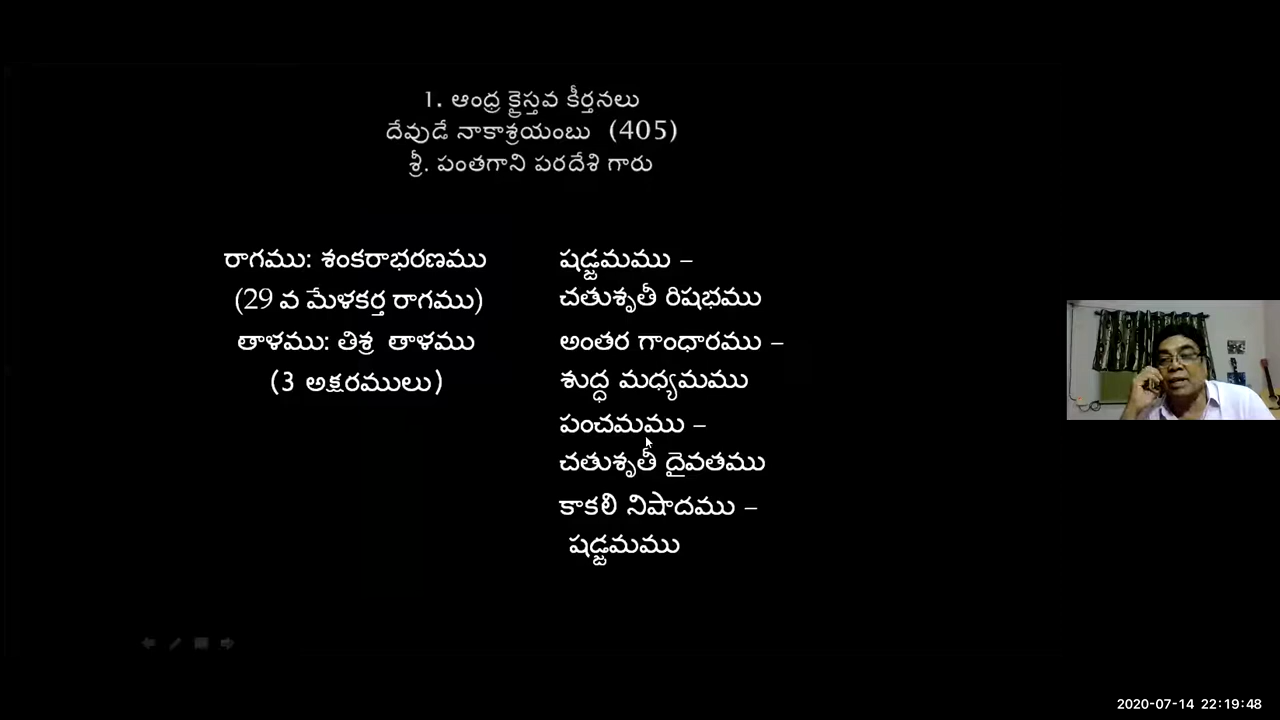 1. ఆంధ్ర క్రైస్తవ కీర్తనలు
దేవుడే నాకాశ్రయంబు (405)
శ్రీ. పంతగాని పరదేశి గారు
రాగము: శంకరాభరణము
(29 వ మేళకర్త రాగము)
తాళము: తిశ్ర తాళము
(3 అక్షరములు)
షడ్జమము –
చతుశృతీ రిషభము
అంతర గాంధారము –
శుద్ధ మధ్యమము
పంచమము –
చతుశృతీ దైవతము
కాకలి నిషాదము –
షడ్జమము
2020-07-14 22:19:48